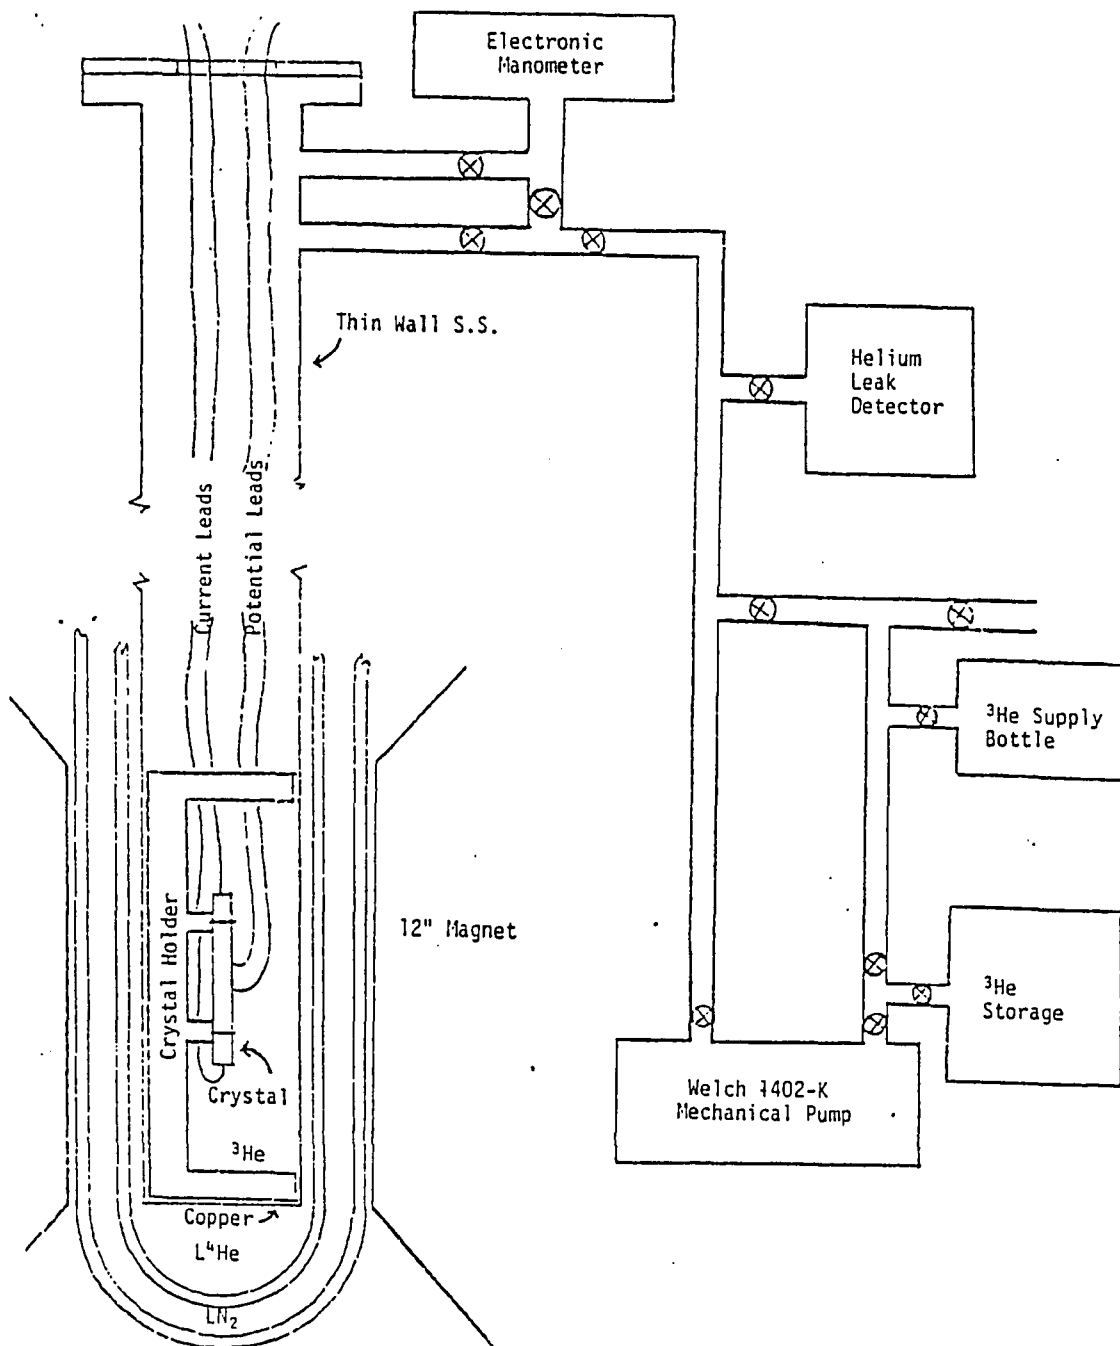 Electronic
Manometer
Thin Wall S.S.
Helium
Leak
Detector
Current Leads
Potential Leads
³He Supply
Bottle
12" Magnet
Crystal Holder
³He
Storage
Crystal
Welch 1402-K
Mechanical Pump
³He
Copper
L⁴He
LN₂